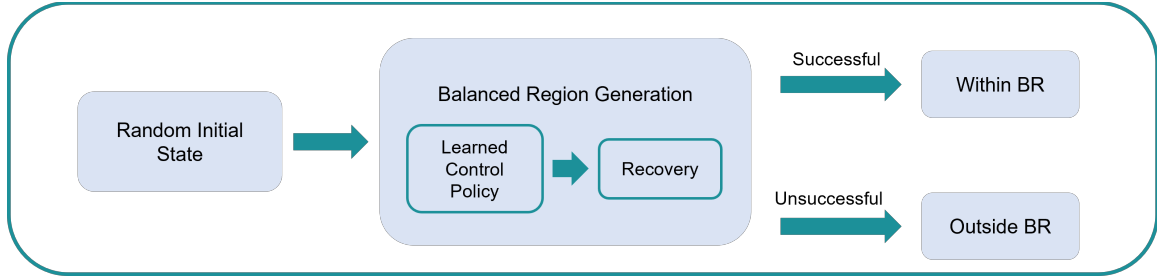 Random Initial
State
Balanced Region Generation
Learned
Control
Policy
Recovery
Successful
Within BR
Unsuccessful
Outside BR